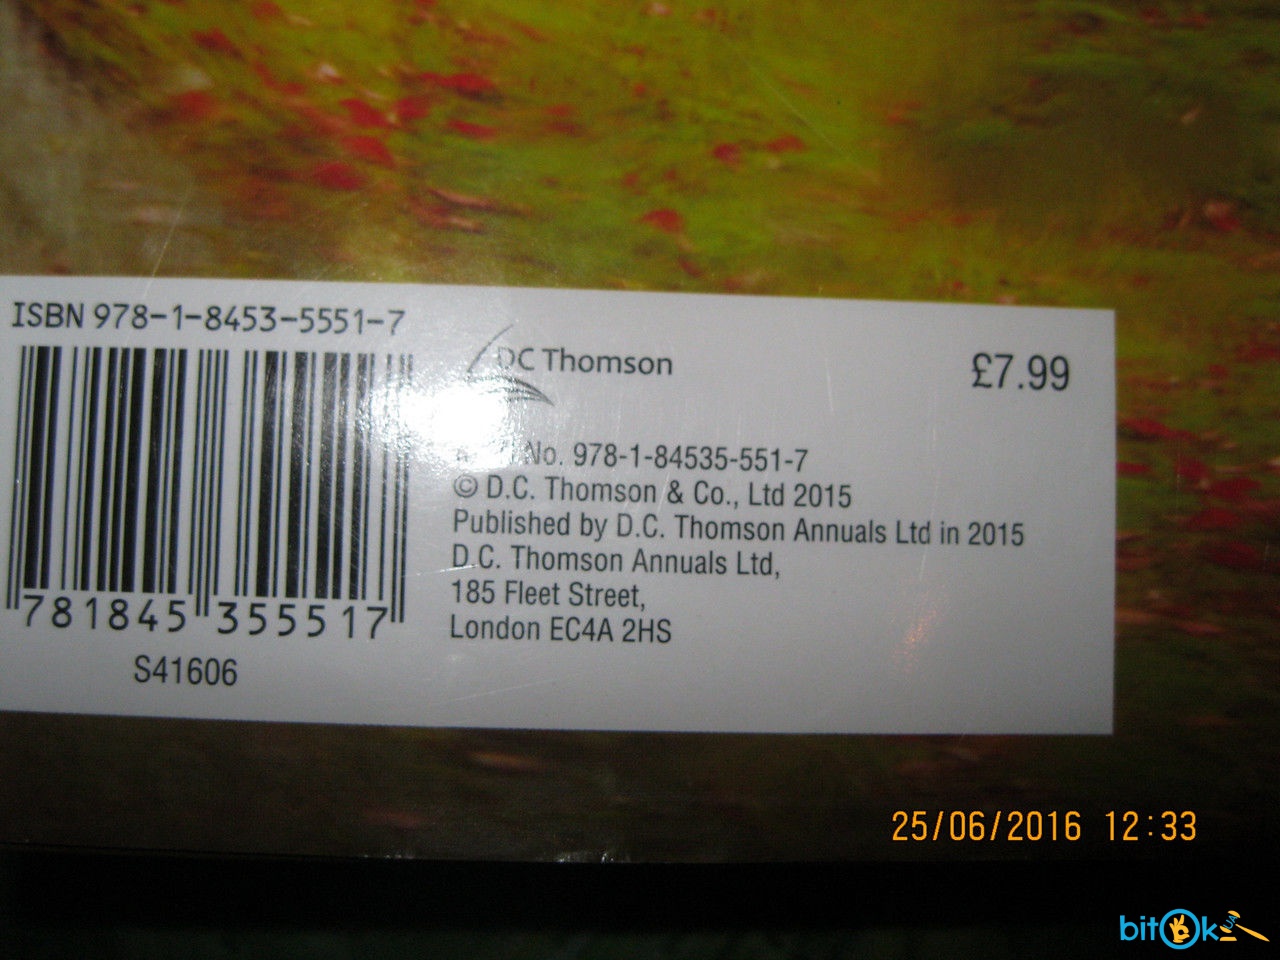 ISBN 978-1-8453-5551-7
DC Thomson
£7.99
No. 978-1-84535-551-7
© D.C. Thomson & Co., Ltd 2015
Published by D.C. Thomson Annuals Ltd in 2015
D.C. Thomson Annuals Ltd,
185 Fleet Street,
London EC4A 2HS
781845 355517
S41606
25/06/2016 12:33
bitOk UA